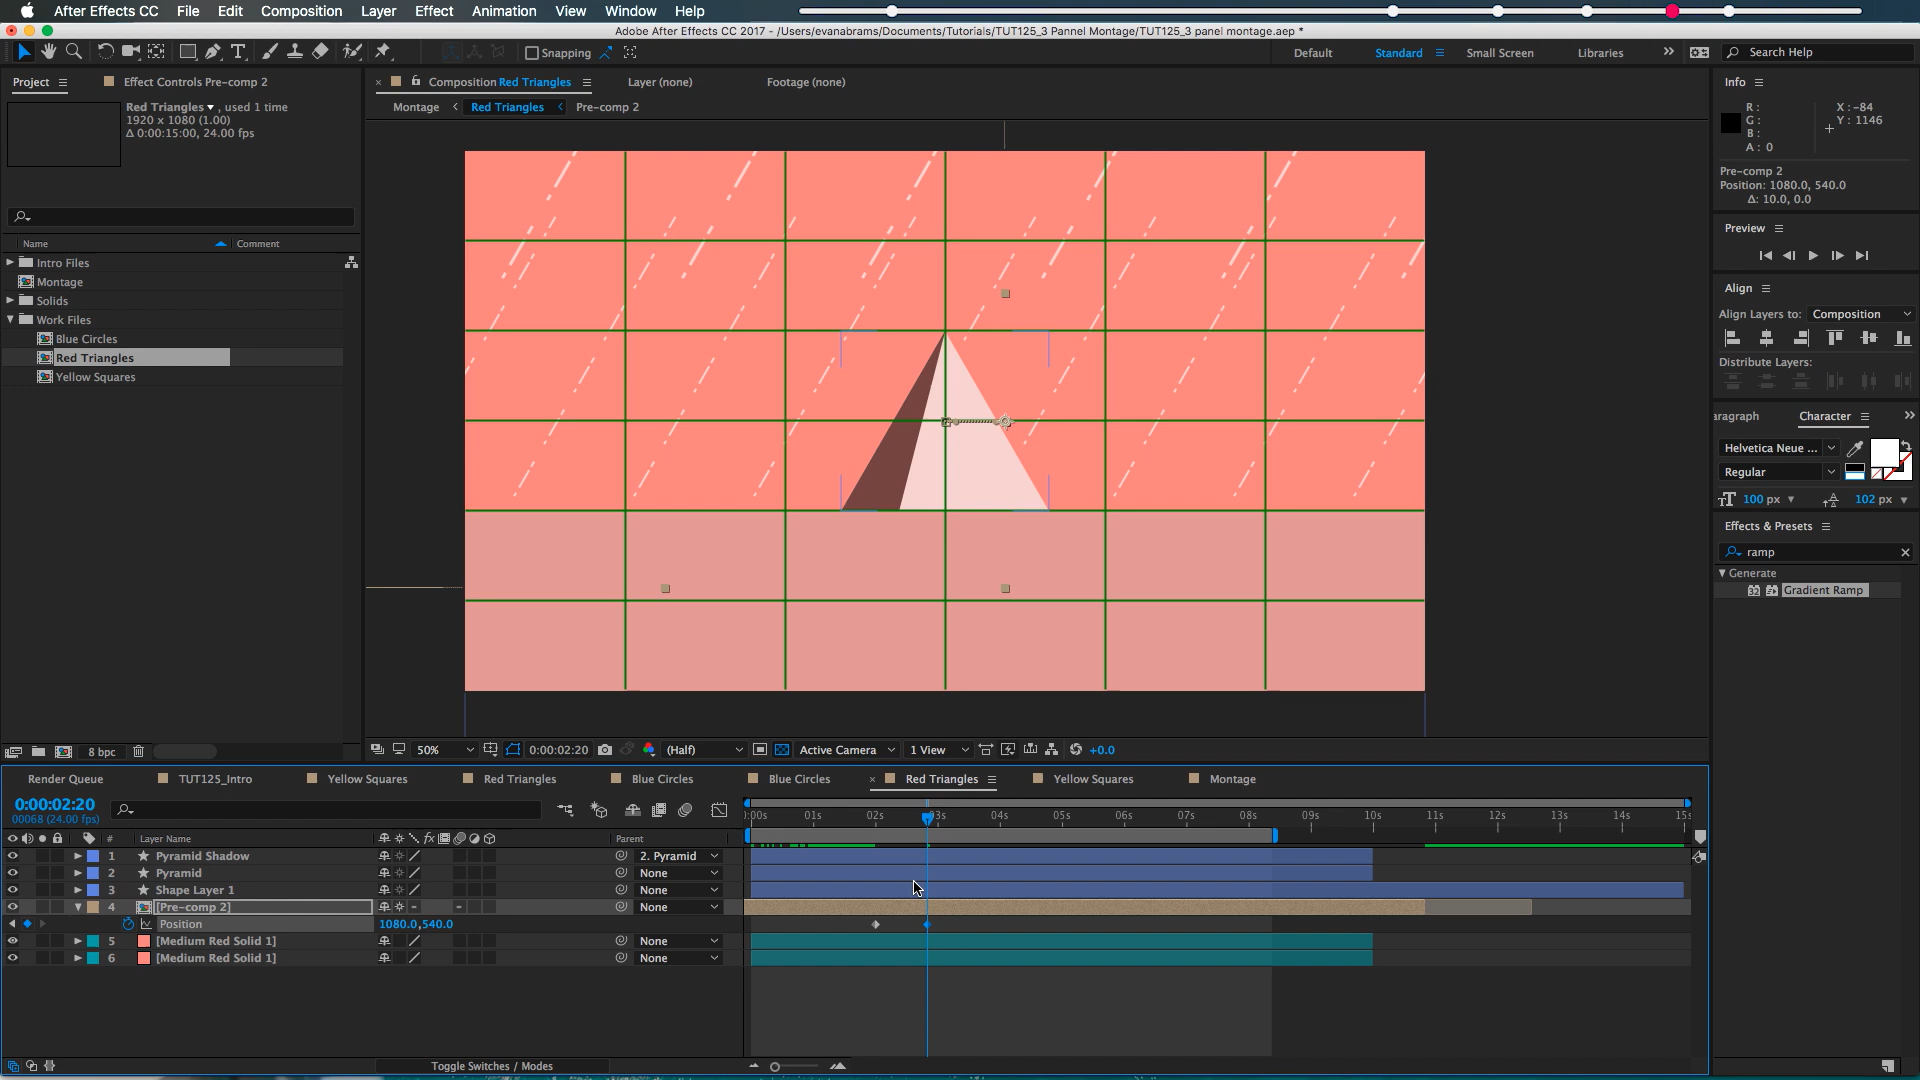 After Effects CC File Edit Composition Layer Effect Animation View Window Help
Adobe After Effects CC 2017 - /Users/evanabrams/Documents/Tutorials/TUT125_3 Pannel Montage/TUT125_3 panel montage.aep *
Snapping Default Standard Small Screen Libraries Search Help
Project Effect Controls Pre-comp 2
Red Triangles , used 1 time
1920 x 1080 (1.00)
Δ 0:00:15:00, 24.00 fps
Name Comment
Intro Files
Montage
Solids
Work Files
Blue Circles
Red Triangles
Yellow Squares
8 bpc
Composition Red Triangles Layer (none) Footage (none)
Montage Red Triangles Pre-comp 2
50% 0:00:02:20 (Half) Active Camera 1 View +0.0
Info
R: X: -84
G: Y: 1146
B:
A: 0
Pre-comp 2
Position: 1080.0, 540.0
Δ: 10.0, 0.0
Preview
Align
Align Layers to: Composition
Distribute Layers:
aragraph Character
Helvetica Neue ...
Regular
100 px 102 px
Effects & Presets
ramp
Generate
32 Gradient Ramp
Render Queue TUT125_Intro Yellow Squares Red Triangles Blue Circles Blue Circles Red Triangles Yellow Squares Montage
0:00:02:20
00068 (24.00 fps)
:00s 01s 02s 03s 04s 05s 06s 07s 08s 09s 10s 11s 12s 13s 14s 15s
# Layer Name fx Parent
1 Pyramid Shadow 2. Pyramid
2 Pyramid None
3 Shape Layer 1 None
4 [Pre-comp 2] None
Position 1080.0,540.0
5 [Medium Red Solid 1] None
6 [Medium Red Solid 1] None
Toggle Switches / Modes